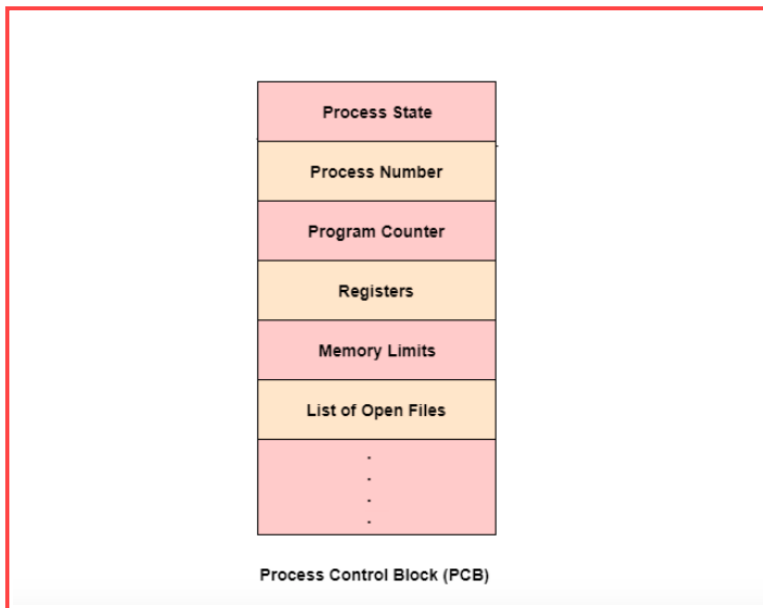 Process State
Process Number
Program Counter
Registers
Memory Limits
List of Open Files
.
.
.
.
Process Control Block (PCB)